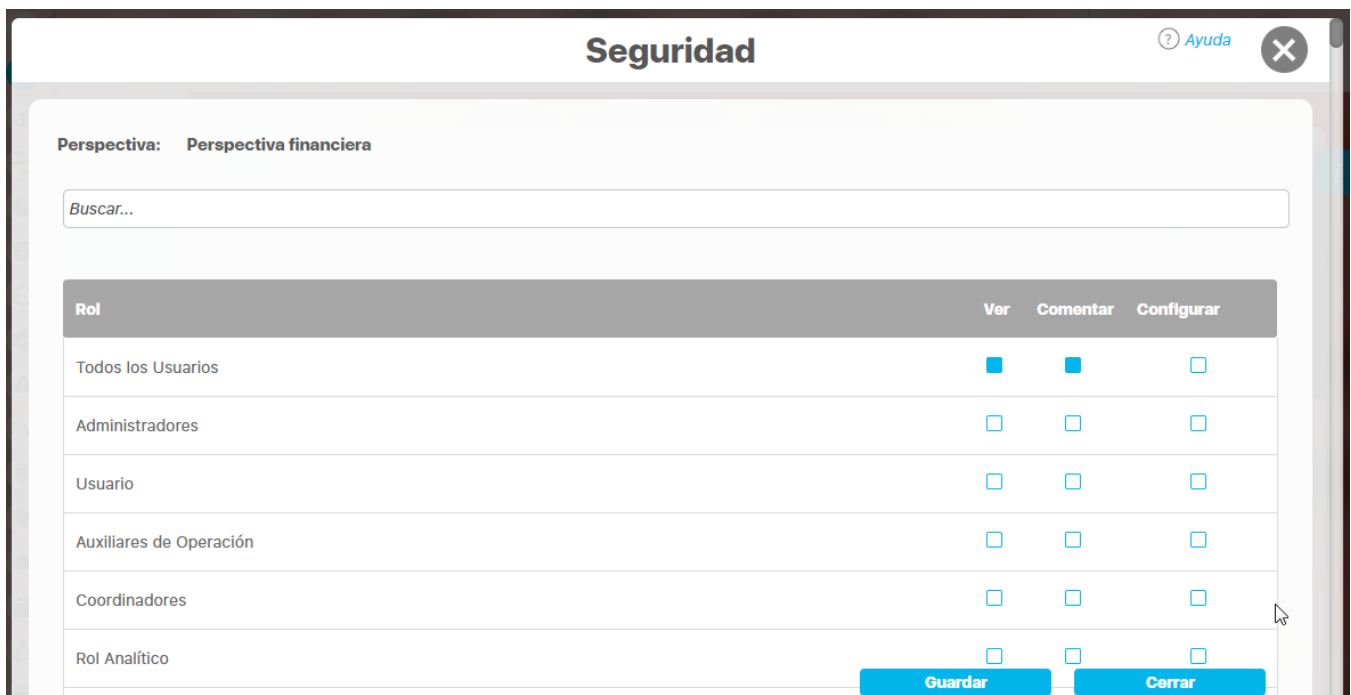 Seguridad
? Ayuda
Perspectiva: Perspectiva financiera
Buscar...
Rol Ver Comentar Configurar
Todos los Usuarios
Administradores
Usuario
Auxiliares de Operación
Coordinadores
Rol Analítico
Guardar Cerrar